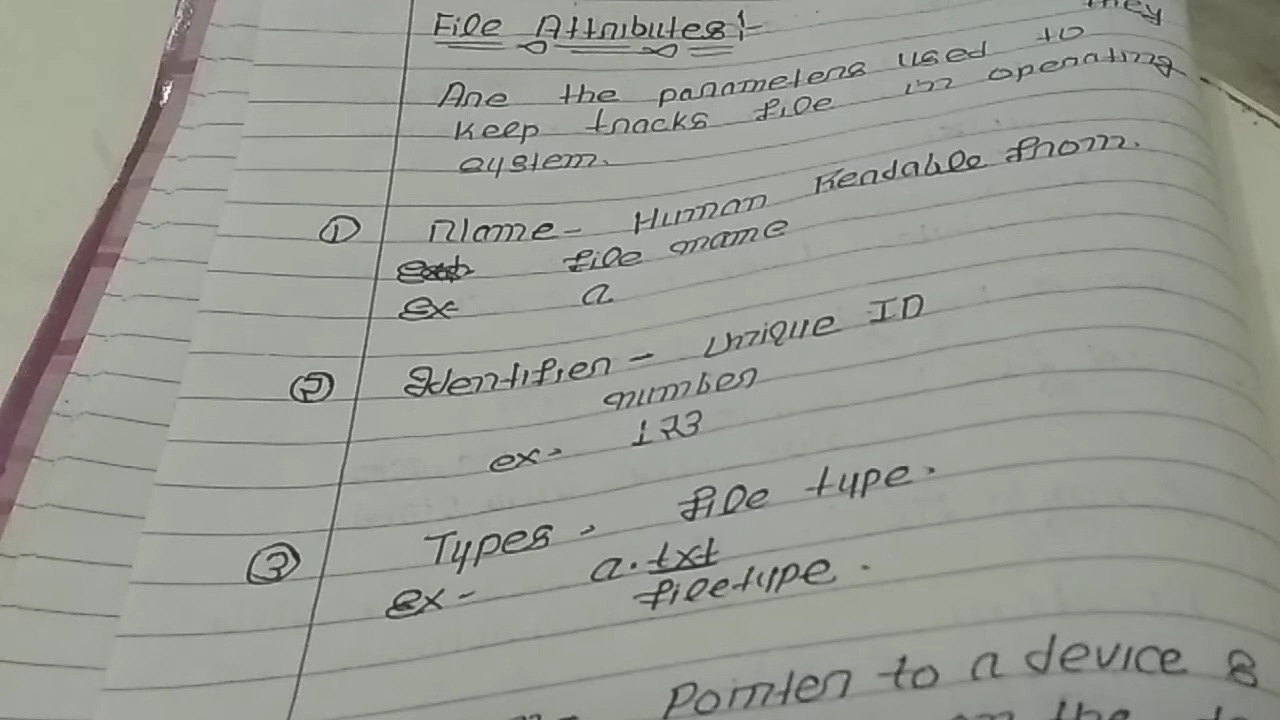 File Attributes:-
they
Are the parameters used to
keep tracks file in operating
system.
① Name - Human Readable from.
file name
ex- a
② Identifier - Unique ID
number
ex- 123
③ Types - file type.
ex- a.txt
filetype.
Pointer to a device &
the